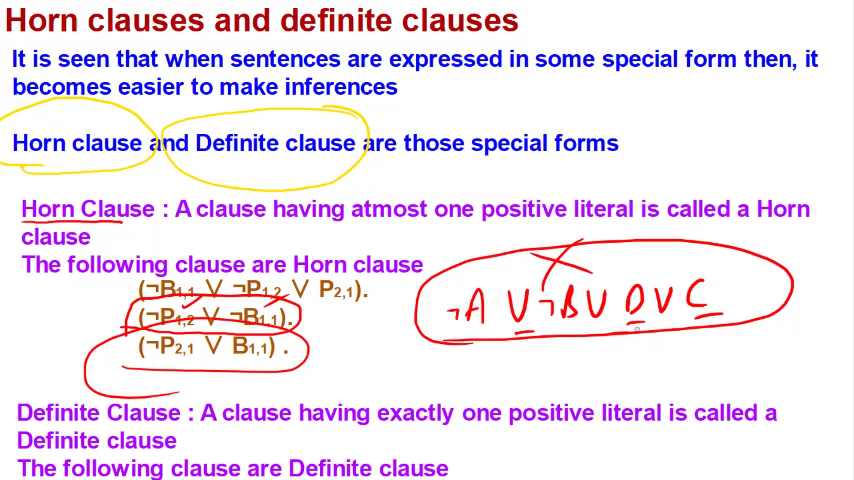 Horn clauses and definite clauses
It is seen that when sentences are expressed in some special form then, it
becomes easier to make inferences
Horn clause and Definite clause are those special forms
Horn Clause : A clause having atmost one positive literal is called a Horn
clause
The following clause are Horn clause
(¬B1,1 ∨ ¬P1,2 ∨ P2,1).
(¬P1,2 ∨ ¬B1,1).
(¬P2,1 ∨ B1,1) .
¬A V ¬B V D V C
Definite Clause : A clause having exactly one positive literal is called a
Definite clause
The following clause are Definite clause